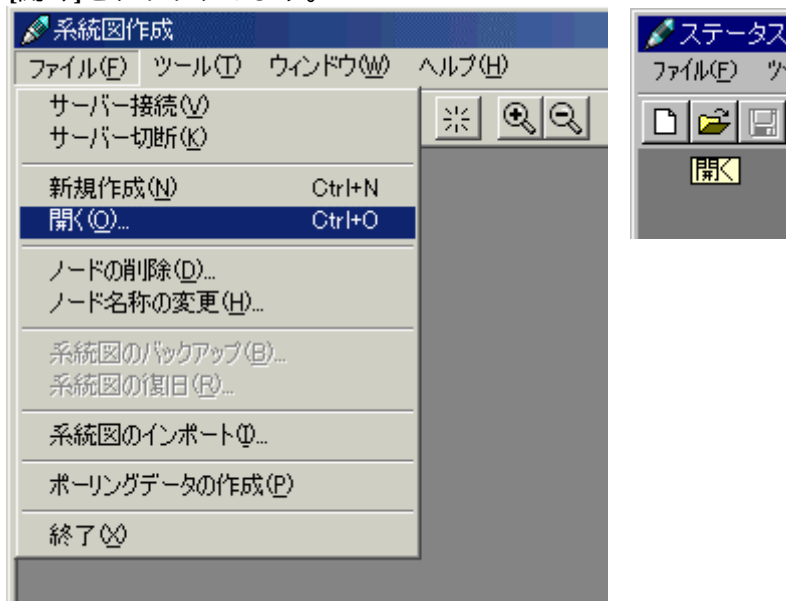 系統図作成
ファイル(F) ツール(T) ウィンドウ(W) ヘルプ(H)
サーバー接続(V)
サーバー切断(K)
新規作成(N) Ctrl+N
開く(O)... Ctrl+O
ノードの削除(D)...
ノード名称の変更(H)...
系統図のバックアップ(B)...
系統図の復旧(R)...
系統図のインポート(I)...
ポーリングデータの作成(P)
終了(X)
ステータス
ファイル(F)
開く